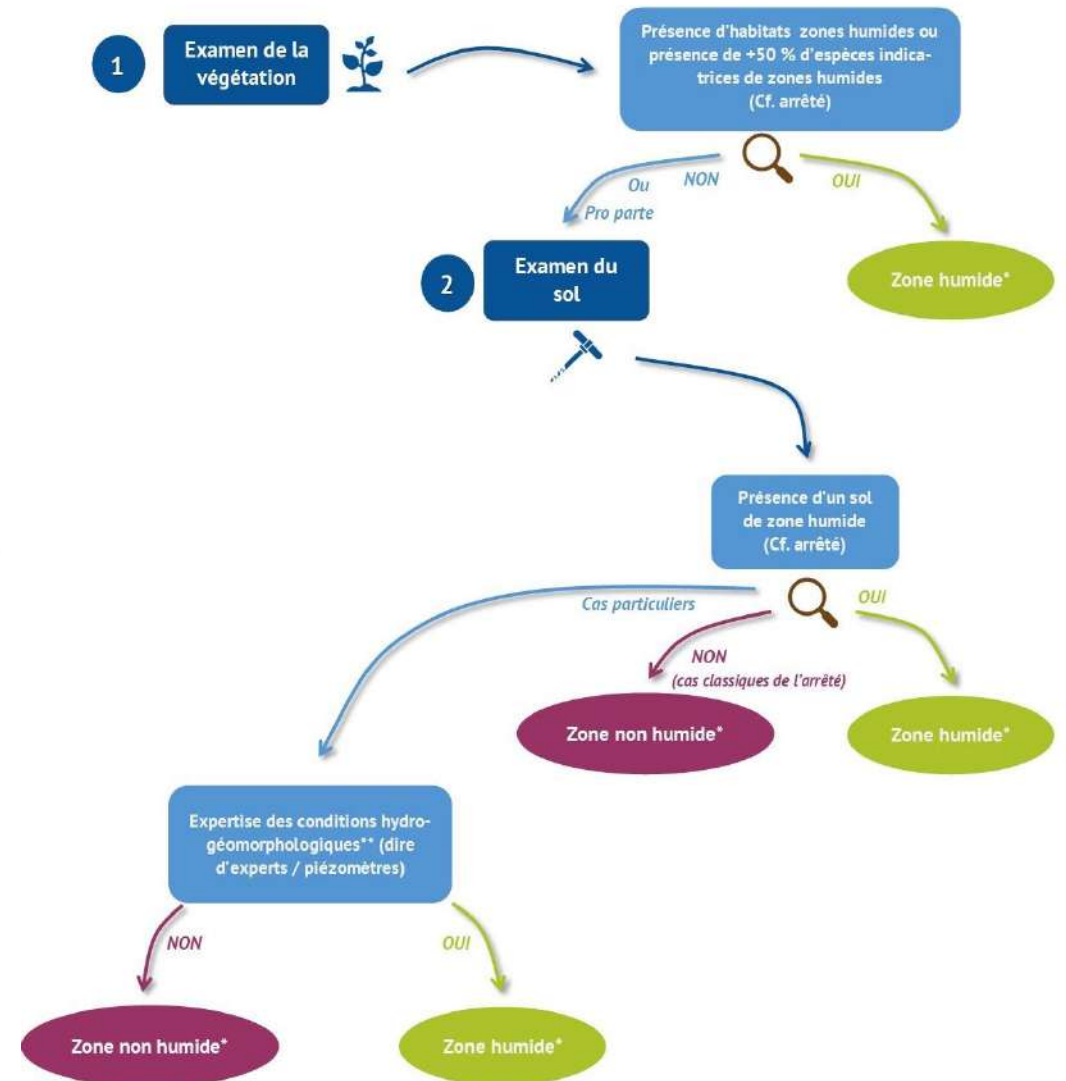 1
Examen de la
végétation
Présence d'habitats zones humides ou
présence de +50 % d'espèces indica-
trices de zones humides
(Cf. arrêté)
Ou
NON
OUI
Pro parte
2
Examen du
sol
Zone humide*
Présence d'un sol
de zone humide
(Cf. arrêté)
Cas particuliers
OUI
NON
(cas classiques de l'arrêté)
Zone non humide*
Zone humide*
Expertise des conditions hydro-
géomorphologiques** (dire
d'experts / piézomètres)
NON
OUI
Zone non humide*
Zone humide*